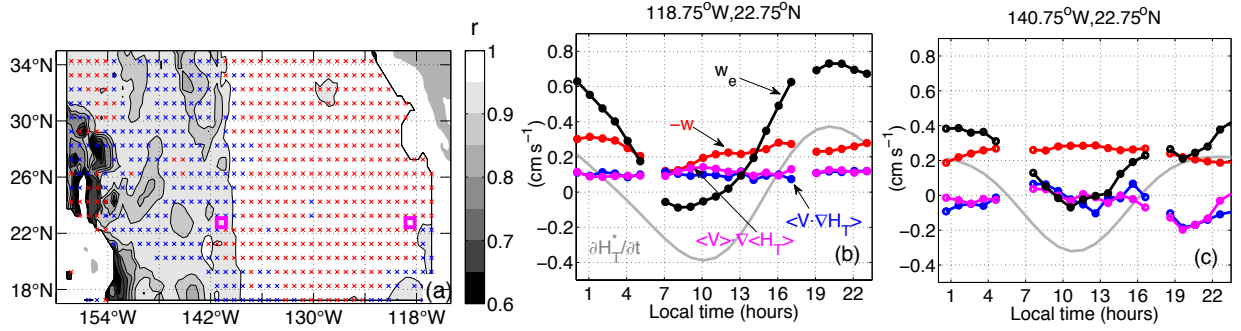 r
34°N
30°N
26°N
22°N
18°N
154°W
142°W
130°W
118°W
(a)
1
0.9
0.8
0.7
0.6
118.75°W,22.75°N
(cm s⁻¹)
0.8
0.6
0.4
0.2
0
−0.2
−0.4
w_e
−w
<V·∇H_T>
<V>·∇<H_T>
∂H_T^*/∂t
(b)
1 4 7 10 13 16 19 22
Local time (hours)
140.75°W,22.75°N
(cm s⁻¹)
0.8
0.6
0.4
0.2
0
−0.2
−0.4
(c)
1 4 7 10 13 16 19 22
Local time (hours)